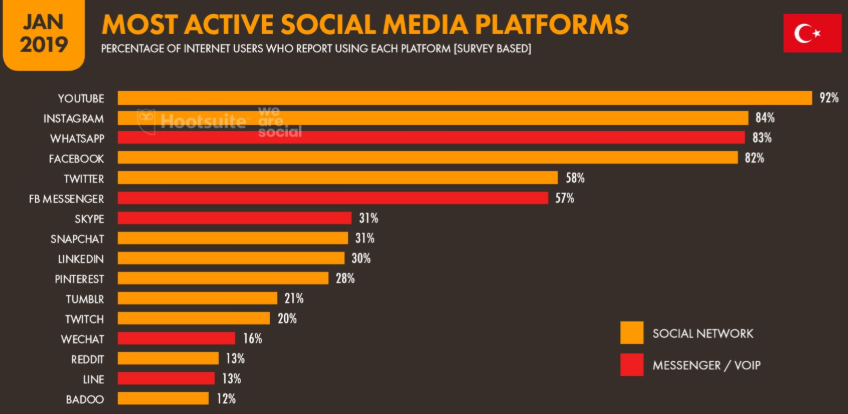 JAN
2019
MOST ACTIVE SOCIAL MEDIA PLATFORMS
PERCENTAGE OF INTERNET USERS WHO REPORT USING EACH PLATFORM [SURVEY BASED]
YOUTUBE 92%
INSTAGRAM 84%
Hootsuite
we
are
social
WHATSAPP 83%
FACEBOOK 82%
TWITTER 58%
FB MESSENGER 57%
SKYPE 31%
SNAPCHAT 31%
LINKEDIN 30%
PINTEREST 28%
TUMBLR 21%
TWITCH 20%
WECHAT 16%
REDDIT 13%
LINE 13%
BADOO 12%
SOCIAL NETWORK
MESSENGER / VOIP